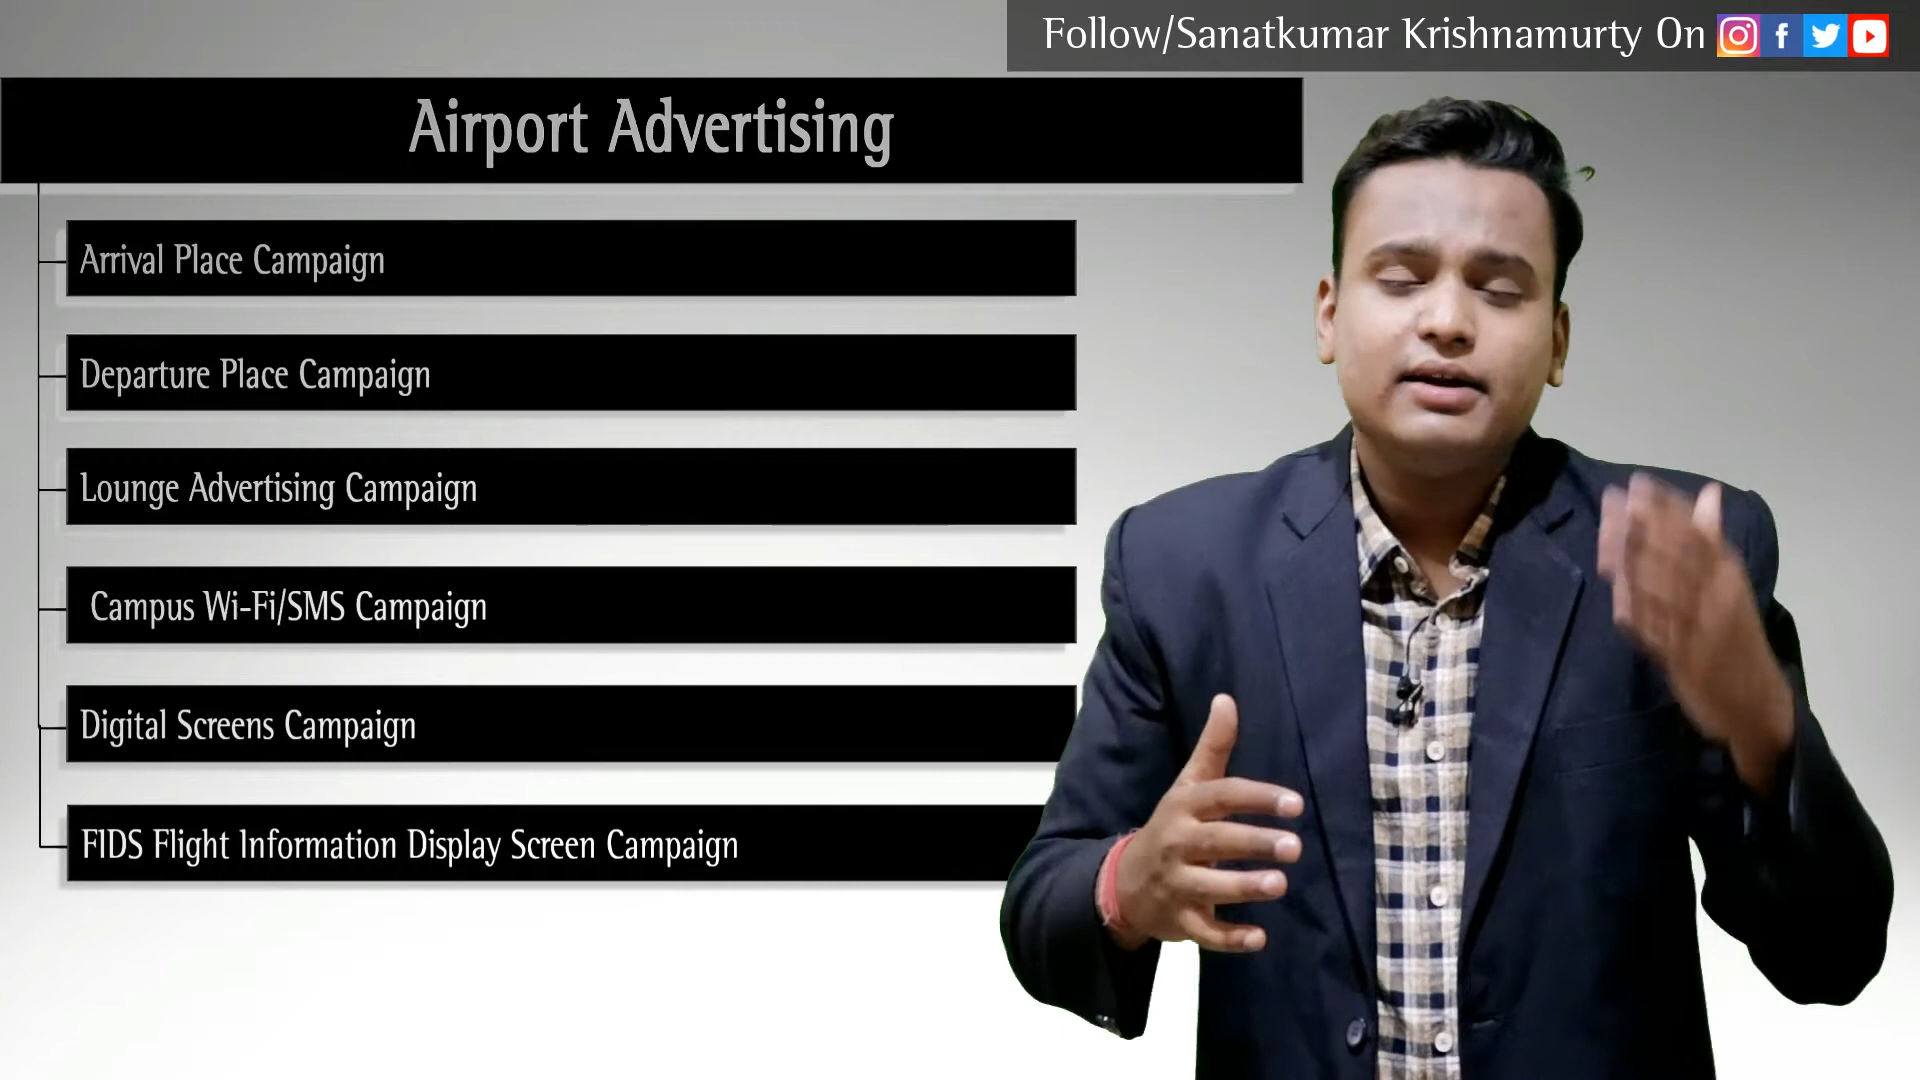 Follow/Sanatkumar Krishnamurty On
Airport Advertising
Arrival Place Campaign
Departure Place Campaign
Lounge Advertising Campaign
Campus Wi-Fi/SMS Campaign
Digital Screens Campaign
FIDS Flight Information Display Screen Campaign